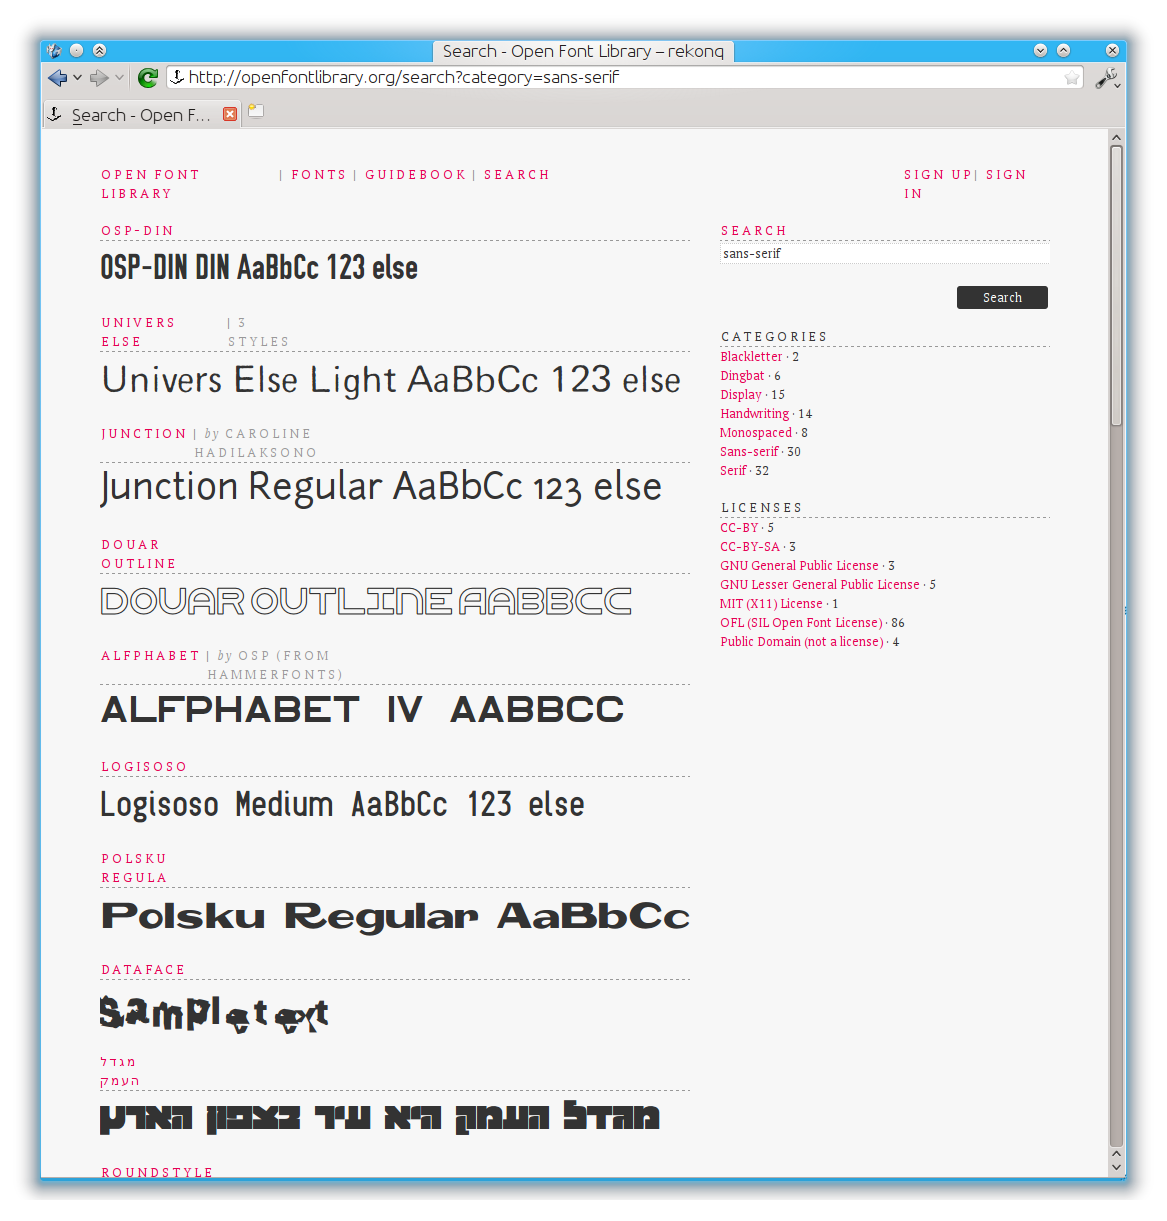 Search - Open Font Library – rekonq
http://openfontlibrary.org/search?category=sans-serif
Search - Open F...
OPEN FONT LIBRARY
| FONTS | GUIDEBOOK | SEARCH
SIGN UP| SIGN IN
OSP-DIN
OSP-DIN DIN AaBbCc 123 else
UNIVERS ELSE
| 3 STYLES
Univers Else Light AaBbCc 123 else
JUNCTION | by CAROLINE
HADILAKSONO
Junction Regular AaBbCc 123 else
DOUAR
OUTLINE
DOUAR OUTLINE AABBCC
ALFPHABET | by OSP (FROM
HAMMERFONTS)
ALFPHABET IV AABBCC
LOGISOSO
Logisoso Medium AaBbCc 123 else
POLSKU
REGULA
Polsku Regular AaBbCc
DATAFACE
Sample text
מגדל
העמק
מגדל העמק היא עיר בצפון הארץ
ROUNDSTYLE
SEARCH
sans-serif
Search
CATEGORIES
Blackletter · 2
Dingbat · 6
Display · 15
Handwriting · 14
Monospaced · 8
Sans-serif · 30
Serif · 32
LICENSES
CC-BY · 5
CC-BY-SA · 3
GNU General Public License · 3
GNU Lesser General Public License · 5
MIT (X11) License · 1
OFL (SIL Open Font License) · 86
Public Domain (not a license) · 4